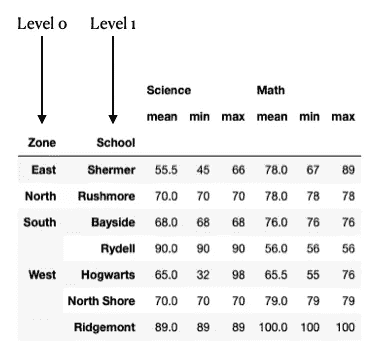 Level 0 Level 1
Science Math
mean min max mean min max
Zone School
East Shermer 55.5 45 66 78.0 67 89
North Rushmore 70.0 70 70 78.0 78 78
South Bayside 68.0 68 68 76.0 76 76
Rydell 90.0 90 90 56.0 56 56
West Hogwarts 65.0 32 98 65.5 55 76
North Shore 70.0 70 70 79.0 79 79
Ridgemont 89.0 89 89 100.0 100 100